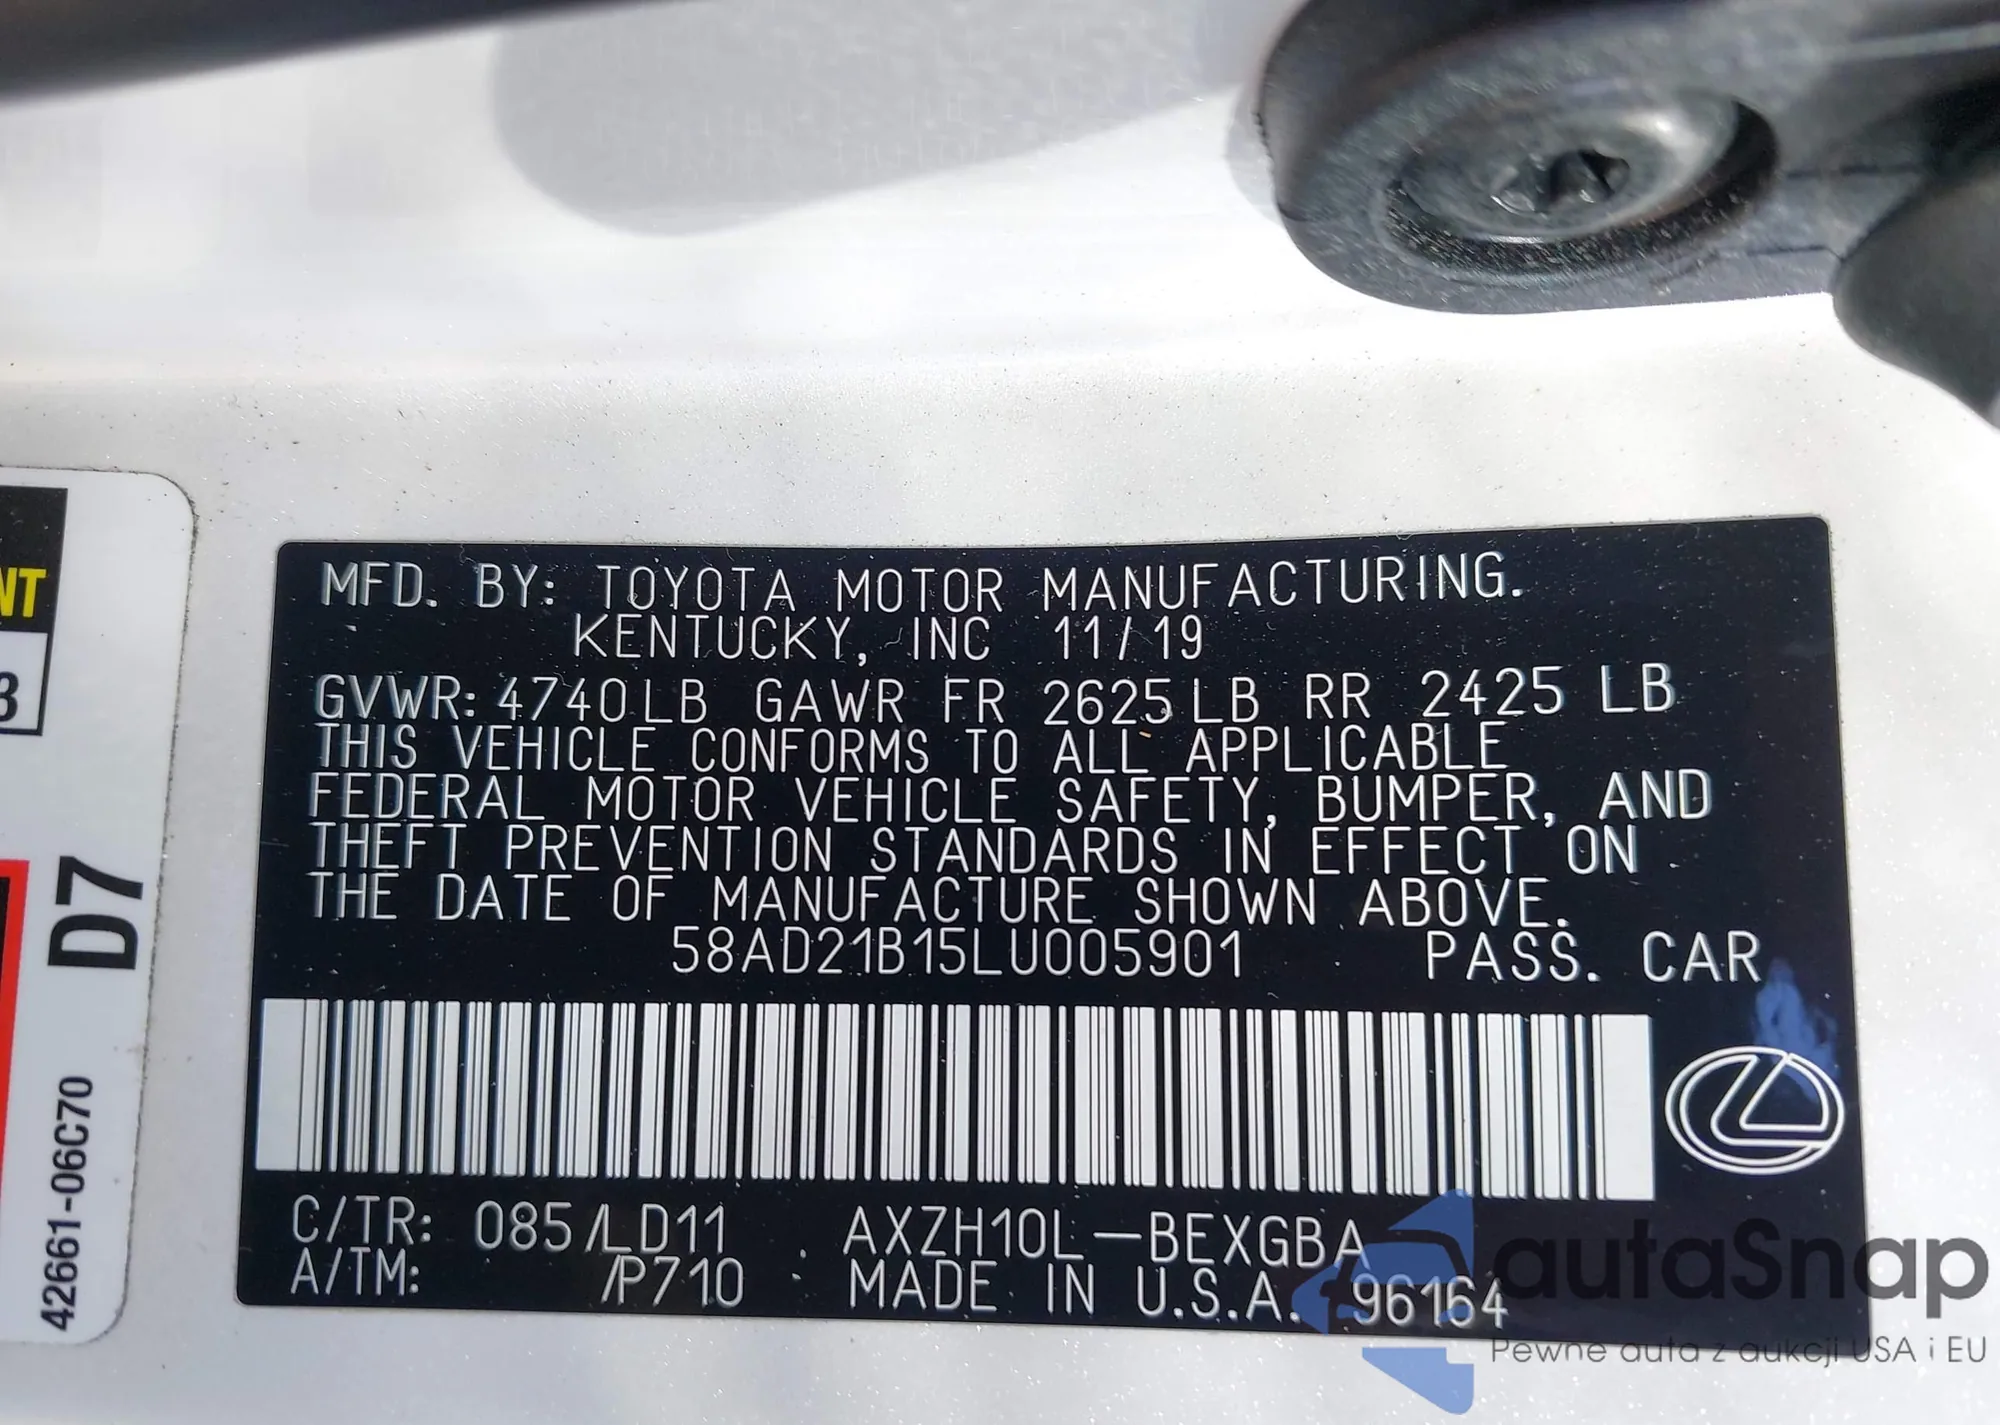 MFD. BY: TOYOTA MOTOR MANUFACTURING.
KENTUCKY, INC 11/19
GVWR: 4740LB GAWR FR 2625LB RR 2425 LB
THIS VEHICLE CONFORMS TO ALL APPLICABLE
FEDERAL MOTOR VEHICLE SAFETY, BUMPER, AND
THEFT PREVENTION STANDARDS IN EFFECT ON
THE DATE OF MANUFACTURE SHOWN ABOVE.
58AD21B15LU005901 PASS. CAR
C/TR: 085/LD11 AXZH10L-BEXGBA
A/TM: /P710 MADE IN U.S.A. 96164
NT
3
D7
42661-06C70
autaSnap
Pewne auta z aukcji USA i EU